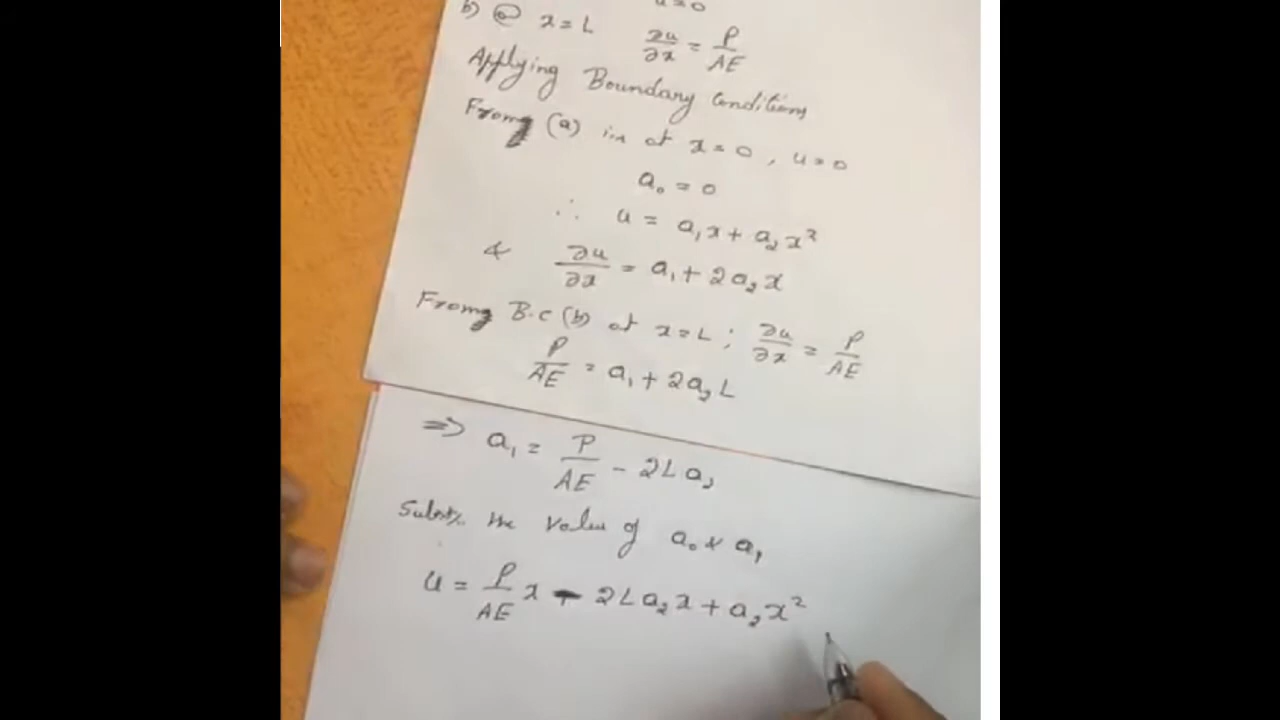 u=0
b) @ x = L ∂u/∂x = P/AE
Applying Boundary Conditions
From (a) i.e. at x = 0, u = 0
a₀ = 0
∴ u = a₁x + a₂x²
& ∂u/∂x = a₁ + 2a₂x
From B.C (b) at x = L ; ∂u/∂x = P/AE
P/AE = a₁ + 2a₂L
⇒ a₁ = P/AE - 2La₂
the value of a₀ & a₁
u = P/AE x - 2La₂x + a₂x²